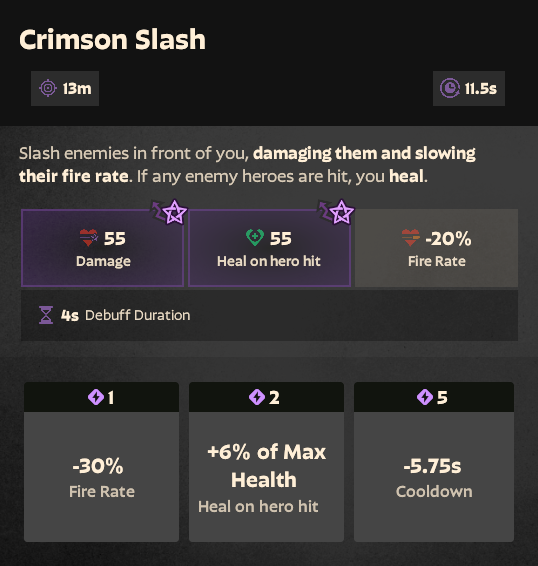 Crimson Slash
13m
11.5s
Slash enemies in front of you, damaging them and slowing
their fire rate. If any enemy heroes are hit, you heal.
55
Damage
55
Heal on hero hit
-20%
Fire Rate
4s Debuff Duration
1
-30%
Fire Rate
2
+6% of Max
Health
Heal on hero hit
5
-5.75s
Cooldown